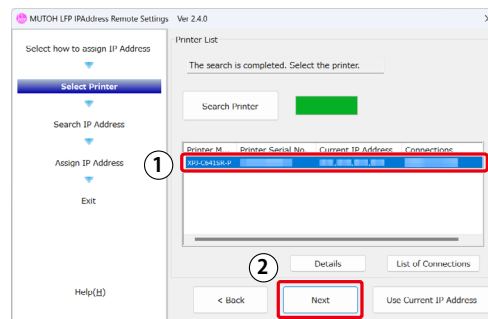 MUTOH LFP IPAddress Remote Settings Ver 2.4.0
Select how to assign IP Address
Select Printer
Search IP Address
Assign IP Address
Exit
Help(H)
Printer List
The search is completed. Select the printer.
Search Printer
Printer M... Printer Serial No. Current IP Address Connections
1 XPJ-C641SR-P
2
Details List of Connections
< Back Next Use Current IP Address